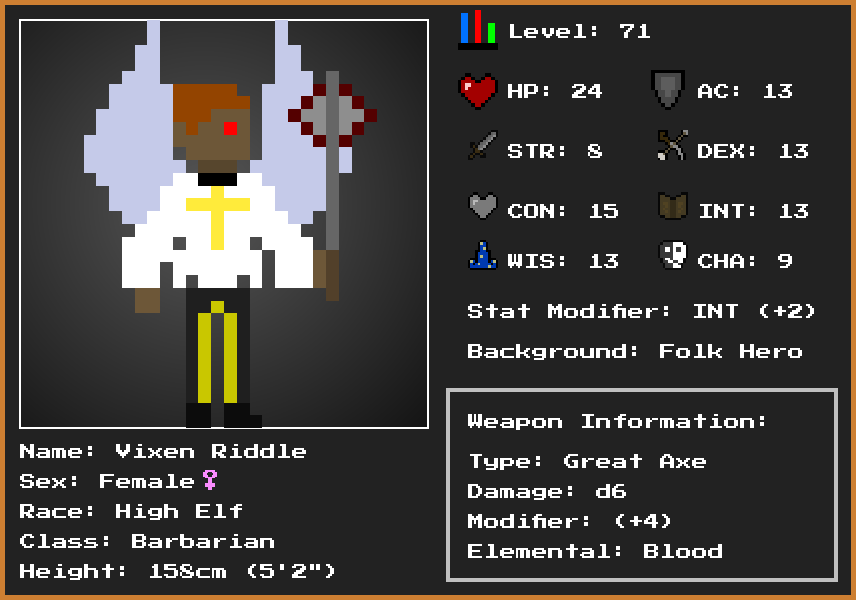 Level: 71
HP: 24 AC: 13
STR: 8 DEX: 13
CON: 15 INT: 13
WIS: 13 CHA: 9
Stat Modifier: INT (+2)
Background: Folk Hero
Name: Vixen Riddle
Sex: Female♀
Race: High Elf
Class: Barbarian
Height: 158cm (5'2")
Weapon Information:
Type: Great Axe
Damage: d6
Modifier: (+4)
Elemental: Blood